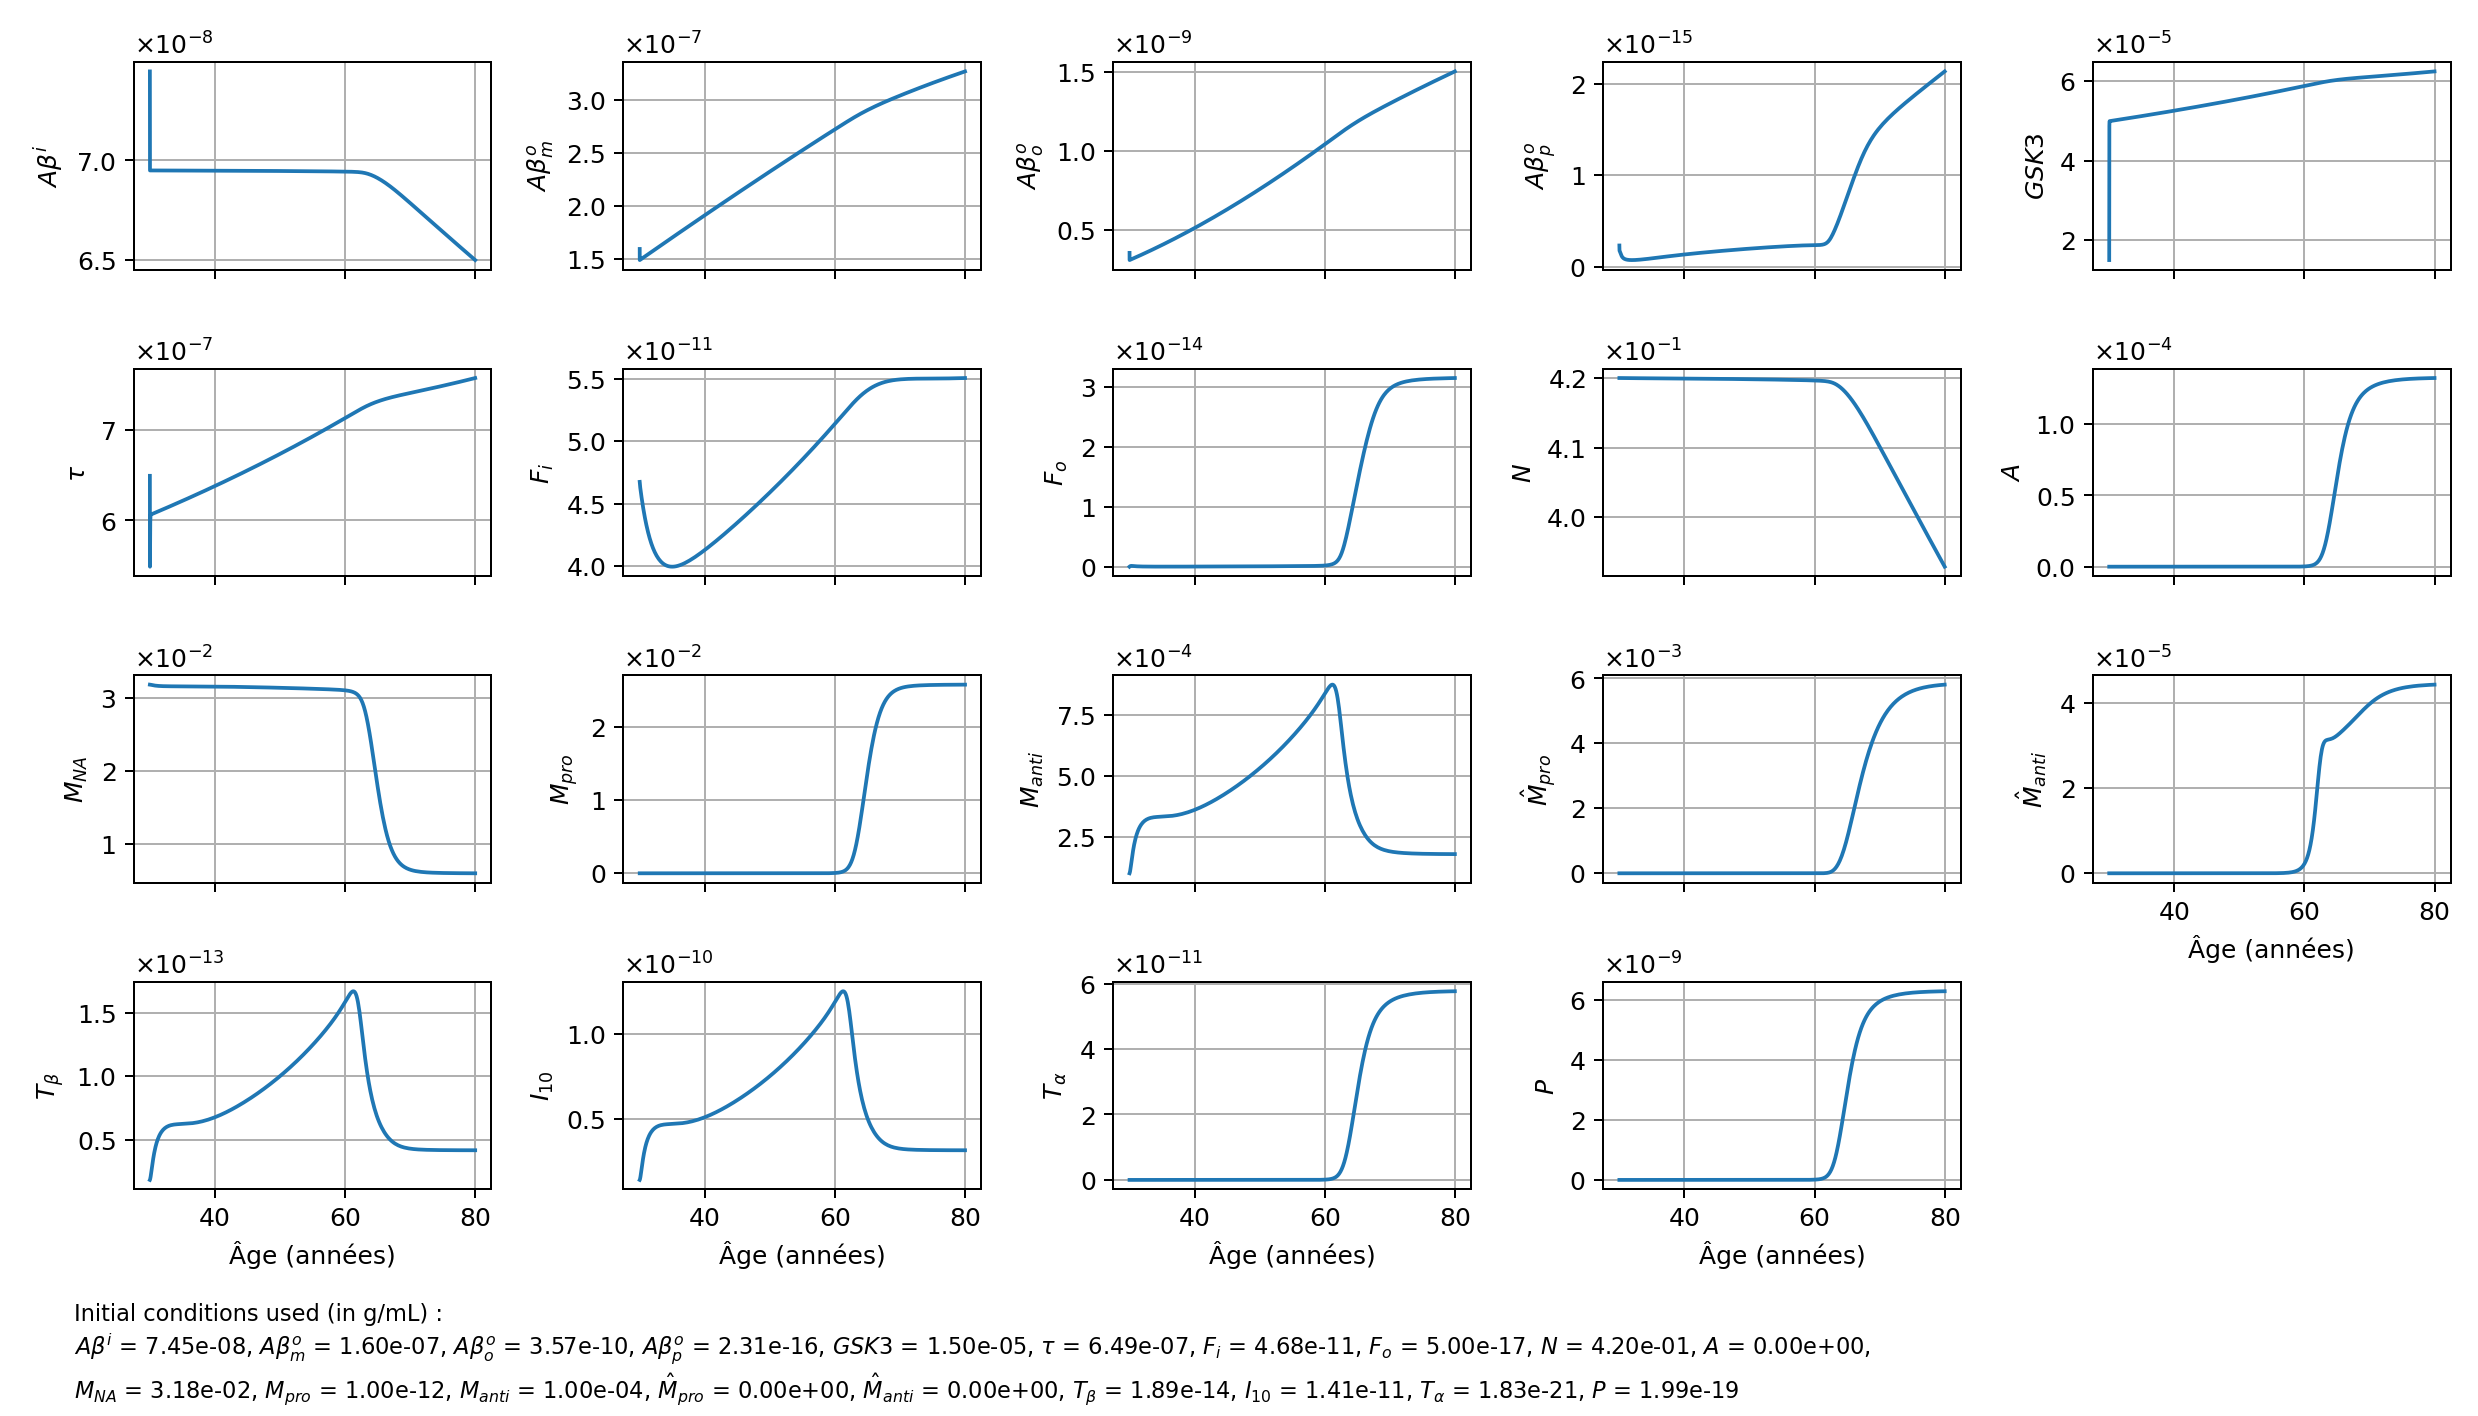 ×10⁻⁸
7.0
6.5
Aβⁱ
×10⁻⁷
3.0
2.5
2.0
1.5
Aβₘᵒ
×10⁻⁹
1.5
1.0
0.5
Aβₒᵒ
×10⁻¹⁵
2
1
0
Aβₚᵒ
×10⁻⁵
6
4
2
GSK3
×10⁻⁷
7
6
τ
×10⁻¹¹
5.5
5.0
4.5
4.0
Fᵢ
×10⁻¹⁴
3
2
1
0
Fₒ
×10⁻¹
4.2
4.1
4.0
N
×10⁻⁴
1.0
0.5
0.0
A
×10⁻²
3
2
1
M_NA
×10⁻²
2
1
0
M_pro
×10⁻⁴
7.5
5.0
2.5
M_anti
×10⁻³
6
4
2
0
M̂_pro
×10⁻⁵
4
2
0
M̂_anti
40 60 80
Âge (années)
×10⁻¹³
1.5
1.0
0.5
T_β
40 60 80
Âge (années)
×10⁻¹⁰
1.0
0.5
I₁₀
40 60 80
Âge (années)
×10⁻¹¹
6
4
2
0
T_α
40 60 80
Âge (années)
×10⁻⁹
6
4
2
0
P
40 60 80
Âge (années)
Initial conditions used (in g/mL) :
Aβⁱ = 7.45e-08, Aβₘᵒ = 1.60e-07, Aβₒᵒ = 3.57e-10, Aβₚᵒ = 2.31e-16, GSK3 = 1.50e-05, τ = 6.49e-07, Fᵢ = 4.68e-11, Fₒ = 5.00e-17, N = 4.20e-01, A = 0.00e+00,
M_NA = 3.18e-02, M_pro = 1.00e-12, M_anti = 1.00e-04, M̂_pro = 0.00e+00, M̂_anti = 0.00e+00, T_β = 1.89e-14, I₁₀ = 1.41e-11, T_α = 1.83e-21, P = 1.99e-19